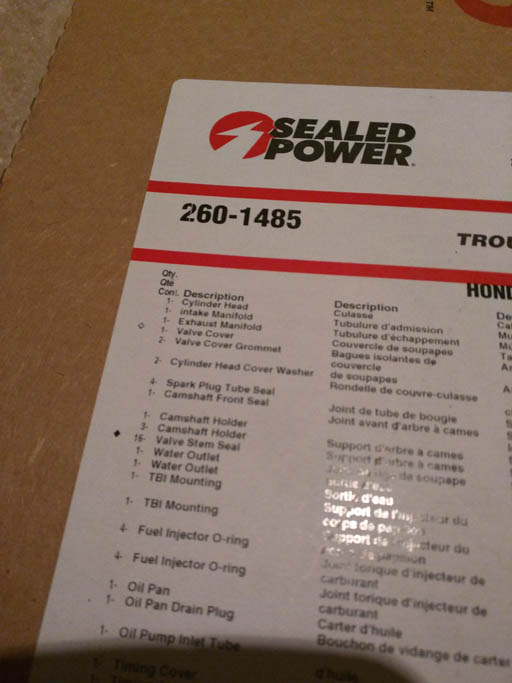 ™
SEALED
POWER®
260-1485
TROU
HOND
Qty.
Qté
Cont. Description Description De
1- Cylinder Head Culasse
1- intake Manifold Tubulure d'admission
1- Exhaust Manifold Tubulure d'échappement
1- Valve Cover Couvercle de soupapes
2- Valve Cover Grommet Bagues isolantes de
couvercle
2- Cylinder Head Cover Washer de soupapes
Rondelle de couvre-culasse
4- Spark Plug Tube Seal Joint de tube de bougie
1- Camshaft Front Seal Joint avant d'arbre à cames
1- Camshaft Holder Support d'arbre à cames
3- Camshaft Holder Support d'arbre à cames
16- Valve Stem Seal de soupape
1- Water Outlet
1- Water Outlet Sortie d'eau
1- TBI Mounting Support de l'injecteur du
corps de papillon
1- TBI Mounting Support de l'injecteur du
4- Fuel Injector O-ring Joint torique d'injecteur de
carburant
4- Fuel Injector O-ring Joint torique d'injecteur de
carburant
1- Oil Pan Carter d'huile
1- Oil Pan Drain Plug Bouchon de vidange de carter
1- Oil Pump Inlet Tube d'huile
1- Timing Cover